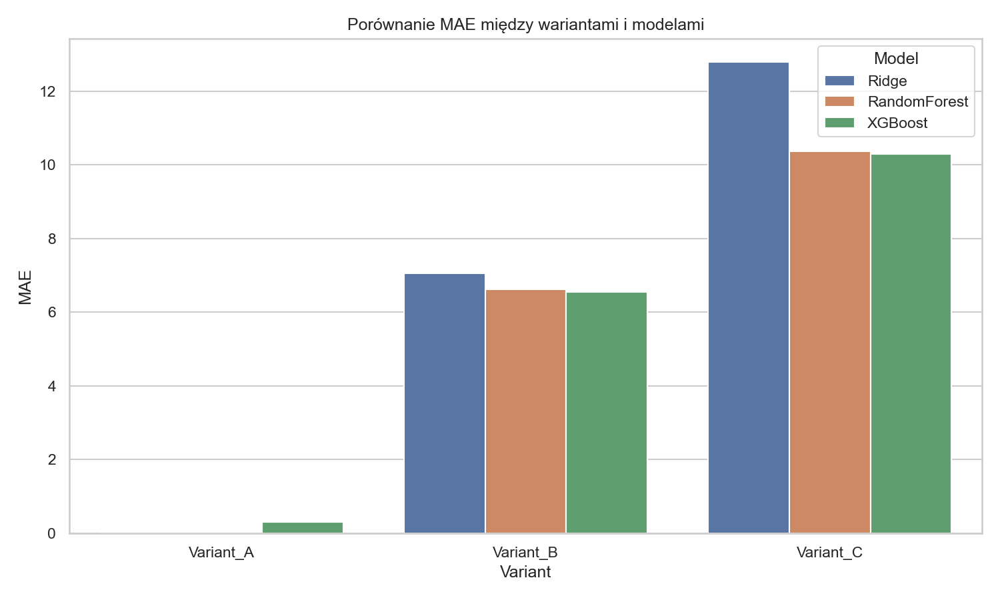 Porównanie MAE między wariantami i modelami
Model
Ridge
RandomForest
XGBoost
MAE
12
10
8
6
4
2
0
Variant_A
Variant_B
Variant_C
Variant